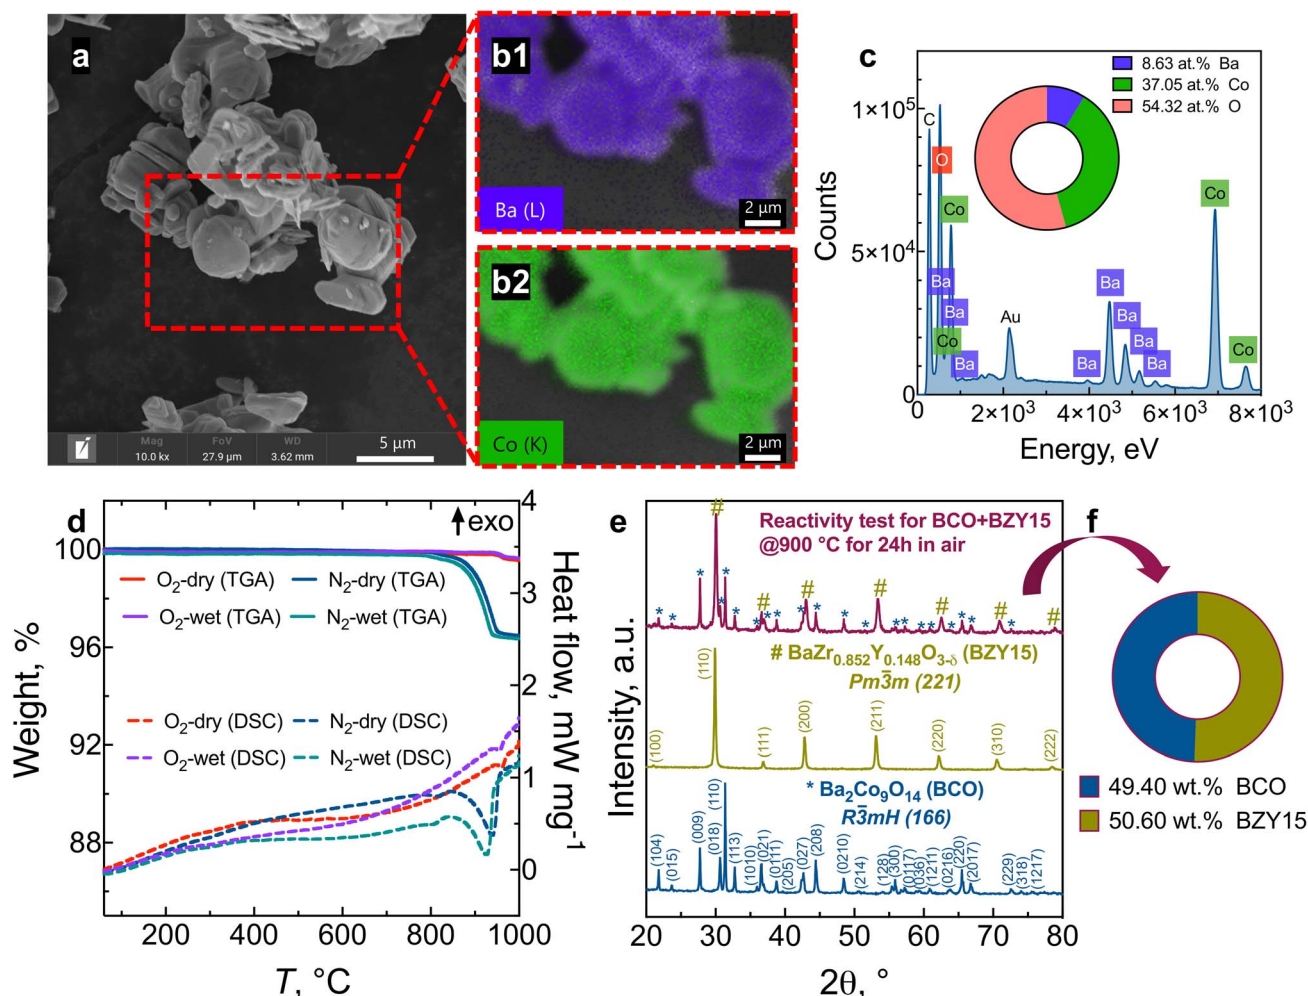 a
Mag
FoV
WD
10.0 kx
27.9 µm
3.62 mm
5 µm
b1
Ba (L)
2 µm
b2
Co (K)
2 µm
c
8.63 at.% Ba
37.05 at.% Co
54.32 at.% O
1×10⁵
5×10⁴
0
Counts
C
O
Co
Ba
Ba
Co
Ba
Au
Ba
Ba
Ba
Ba
Ba
Co
Co
0
2×10³
4×10³
6×10³
8×10³
Energy, eV
d
exo
O₂-dry (TGA)
N₂-dry (TGA)
O₂-wet (TGA)
N₂-wet (TGA)
O₂-dry (DSC)
N₂-dry (DSC)
O₂-wet (DSC)
N₂-wet (DSC)
100
96
92
88
Weight, %
4
3
2
1
0
Heat flow, mW mg⁻¹
200
400
600
800
1000
T, °C
e
Reactivity test for BCO+BZY15
@900 °C for 24h in air
# BaZr₀.₈₅₂Y₀.₁₄₈O₃₋δ (BZY15)
Pm3̅m (221)
(100)
(110)
(111)
(200)
(211)
(220)
(310)
(222)
* Ba₂Co₉O₁₄ (BCO)
R3̅mH (166)
(104)
(015)
(009)
(018)
(110)
(113)
(1010)
(021)
(0111)
(205)
(027)
(208)
(0210)
(214)
(128)
(300)
(0117)
(036)
(1211)
(0216)
(220)
(2017)
(229)
(318)
(1217)
Intensity, a.u.
20
30
40
50
60
70
80
2θ, °
f
49.40 wt.% BCO
50.60 wt.% BZY15